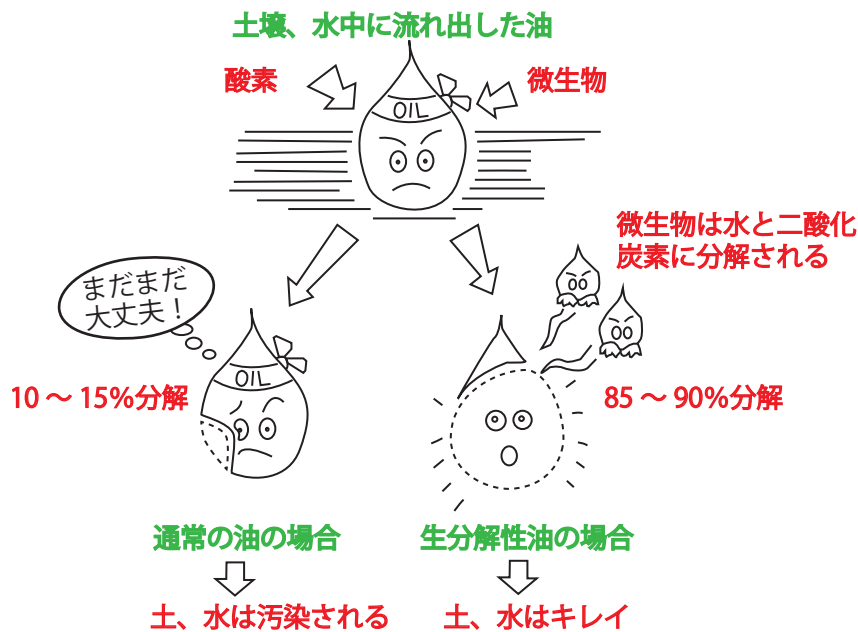 土壌、水中に流れ出した油
酸素
微生物
OIL
微生物は水と二酸化
炭素に分解される
まだまだ
大丈夫！
OIL
10～15%分解
85～90%分解
通常の油の場合
生分解性油の場合
土、水は汚染される
土、水はキレイ